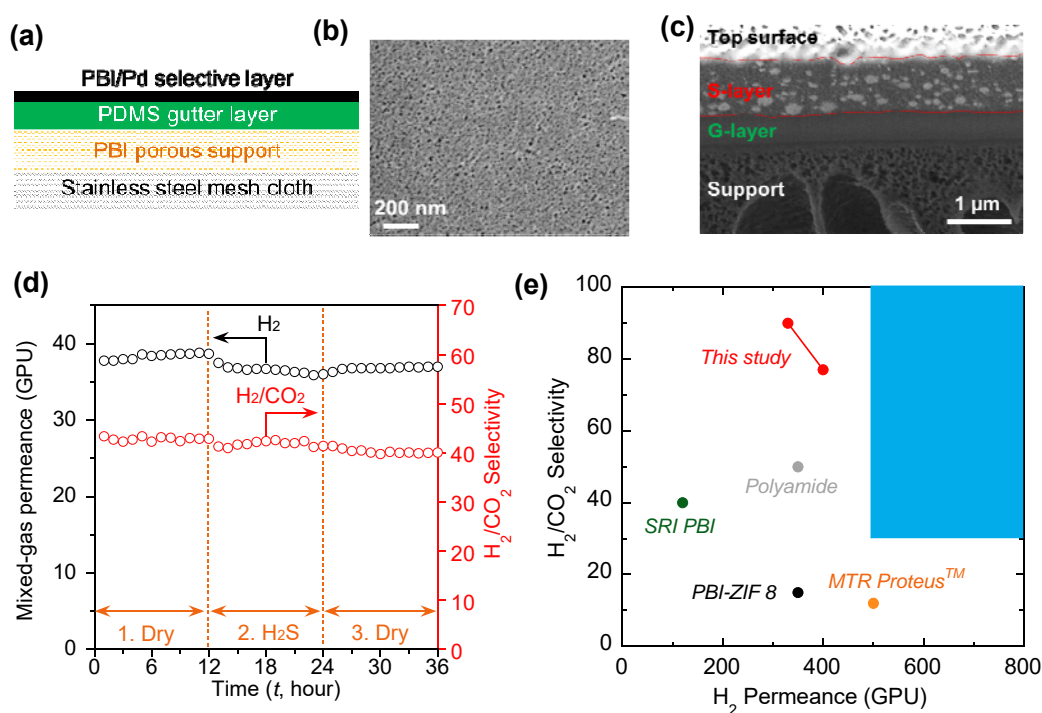 (a)
PBI/Pd selective layer
PDMS gutter layer
PBI porous support
Stainless steel mesh cloth
(b)
200 nm
(c)
Top surface
S-layer
G-layer
Support
1 µm
(d)
Mixed-gas permeance (GPU)
40
35
38
10
5
0
H₂
H₂/CO₂
1. Dry
2. H₂S
3. Dry
0 6 12 18 24 30 36
Time (t, hour)
70
60
50
40
30
20
10
0
H₂/CO₂ Selectivity
(e)
H₂/CO₂ Selectivity
100
80
60
40
20
0
This study
Polyamide
SRI PBI
PBI-ZIF 8
MTR Proteus™
0 200 400 600 800
H₂ Permeance (GPU)